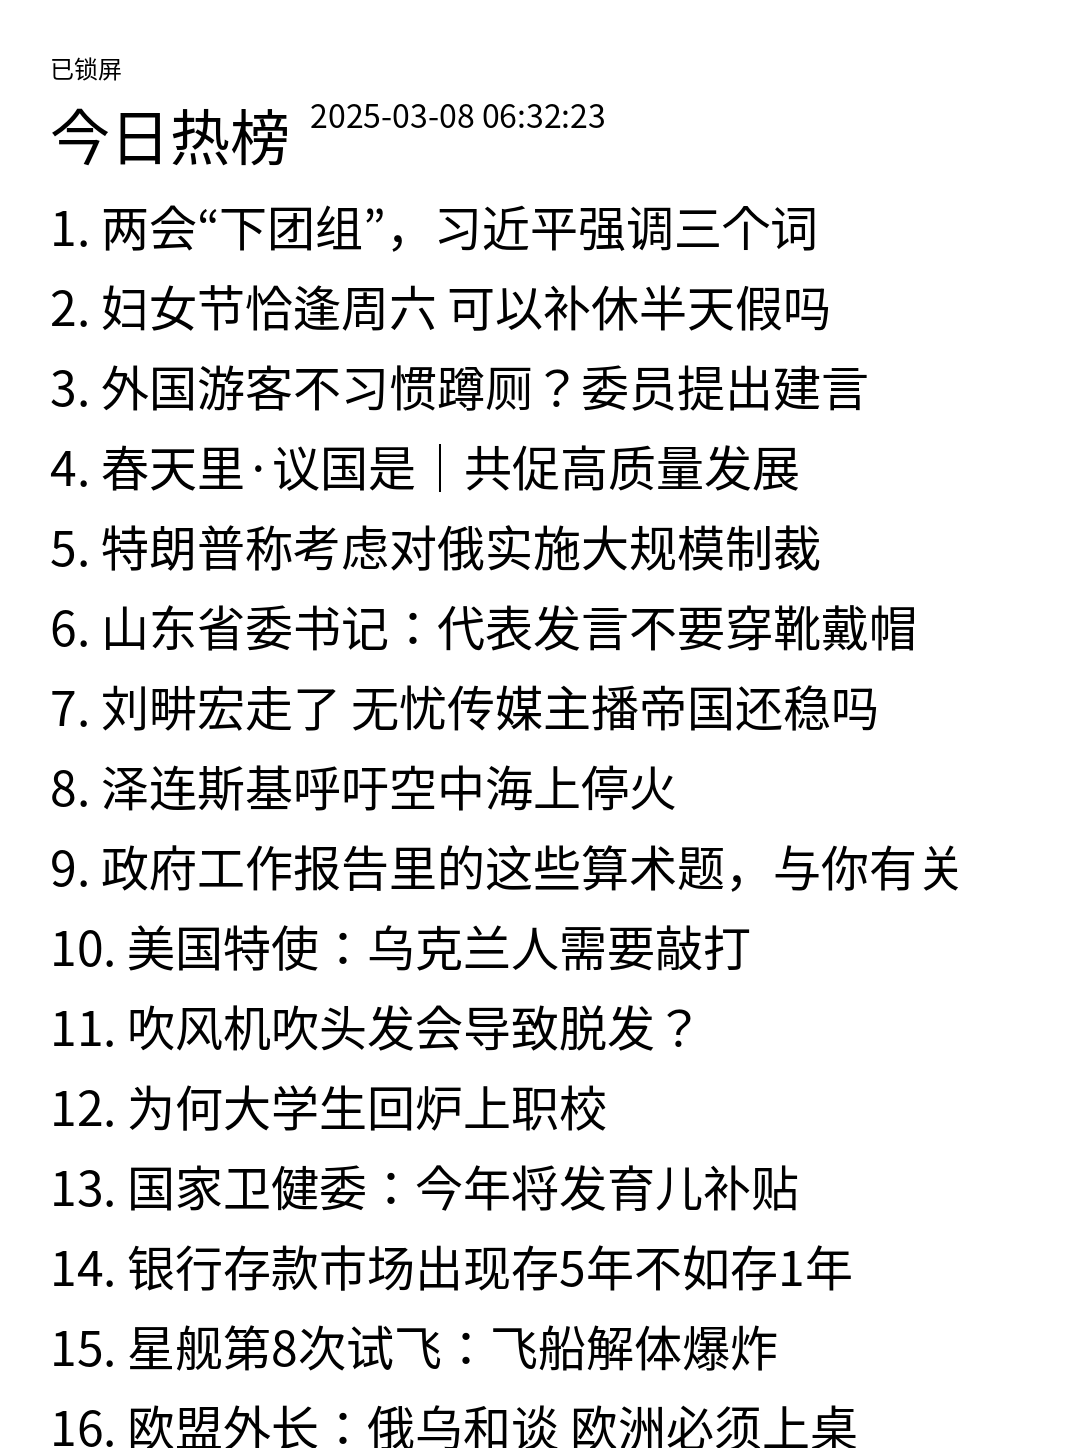 已锁屏
今日热榜 2025-03-08 06:32:23
1. 两会“下团组”，习近平强调三个词
2. 妇女节恰逢周六 可以补休半天假吗
3. 外国游客不习惯蹲厕？委员提出建言
4. 春天里·议国是｜共促高质量发展
5. 特朗普称考虑对俄实施大规模制裁
6. 山东省委书记：代表发言不要穿靴戴帽
7. 刘畊宏走了 无忧传媒主播帝国还稳吗
8. 泽连斯基呼吁空中海上停火
9. 政府工作报告里的这些算术题，与你有关
10. 美国特使：乌克兰人需要敲打
11. 吹风机吹头发会导致脱发？
12. 为何大学生回炉上职校
13. 国家卫健委：今年将发育儿补贴
14. 银行存款市场出现存5年不如存1年
15. 星舰第8次试飞：飞船解体爆炸
16. 欧盟外长：俄乌和谈 欧洲必须上桌